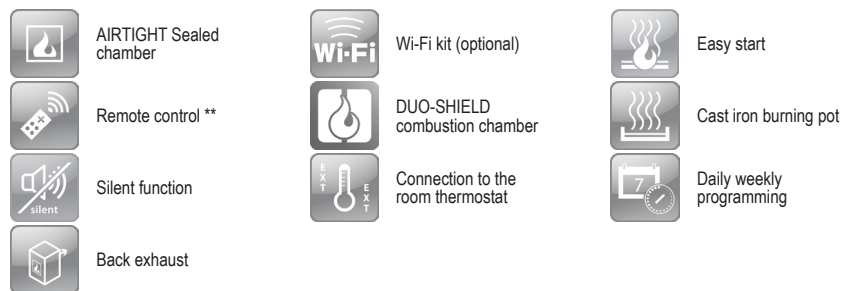 AIRTIGHT Sealed
chamber
Wi-Fi
Wi-Fi kit (optional)
Easy start
Remote control **
DUO-SHIELD
combustion chamber
Cast iron burning pot
silent
Silent function
EXT
EXT
Connection to the
room thermostat
7
Daily weekly
programming
Back exhaust